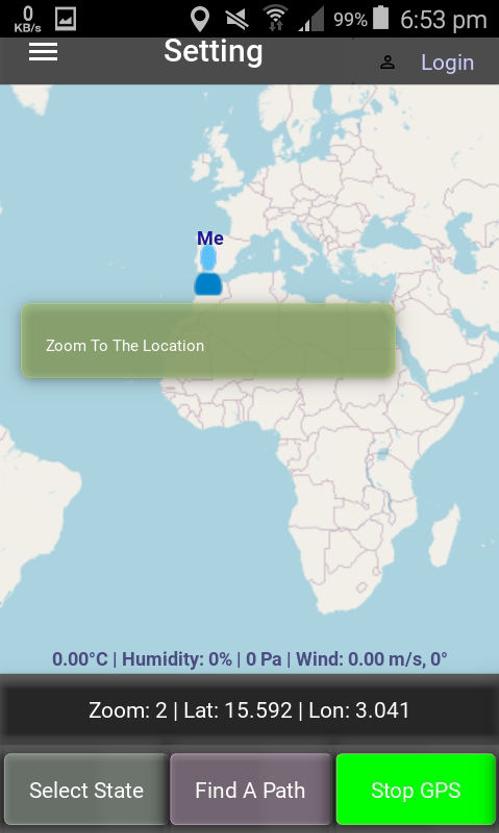 0
KB/s
99%
6:53 pm
Setting
Login
Me
Zoom To The Location
0.00°C | Humidity: 0% | 0 Pa | Wind: 0.00 m/s, 0°
Zoom: 2 | Lat: 15.592 | Lon: 3.041
Select State
Find A Path
Stop GPS